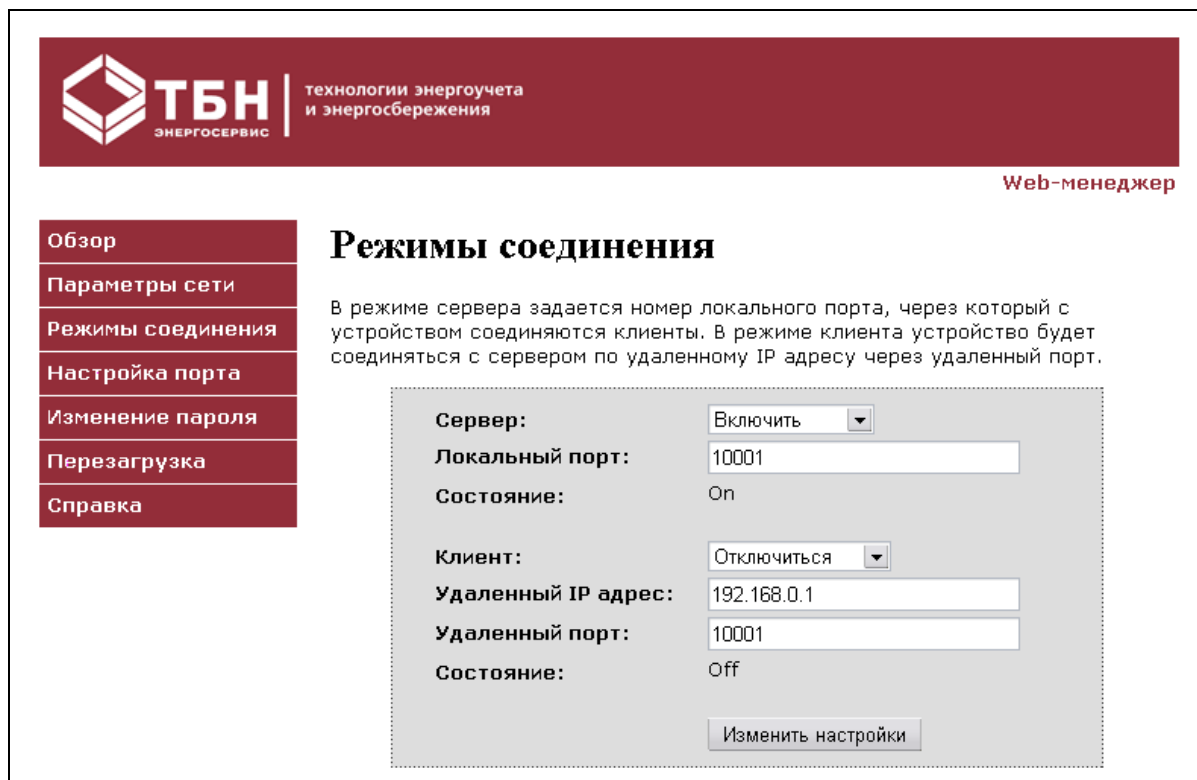 ТБН
ЭНЕРГОСЕРВИС
технологии энергоучета
и энергосбережения
Web-менеджер
Обзор
Параметры сети
Режимы соединения
Настройка порта
Изменение пароля
Перезагрузка
Справка
Режимы соединения
В режиме сервера задается номер локального порта, через который с
устройством соединяются клиенты. В режиме клиента устройство будет
соединяться с сервером по удаленному IP адресу через удаленный порт.
Сервер: Включить
Локальный порт: 10001
Состояние: On
Клиент: Отключиться
Удаленный IP адрес: 192.168.0.1
Удаленный порт: 10001
Состояние: Off
Изменить настройки